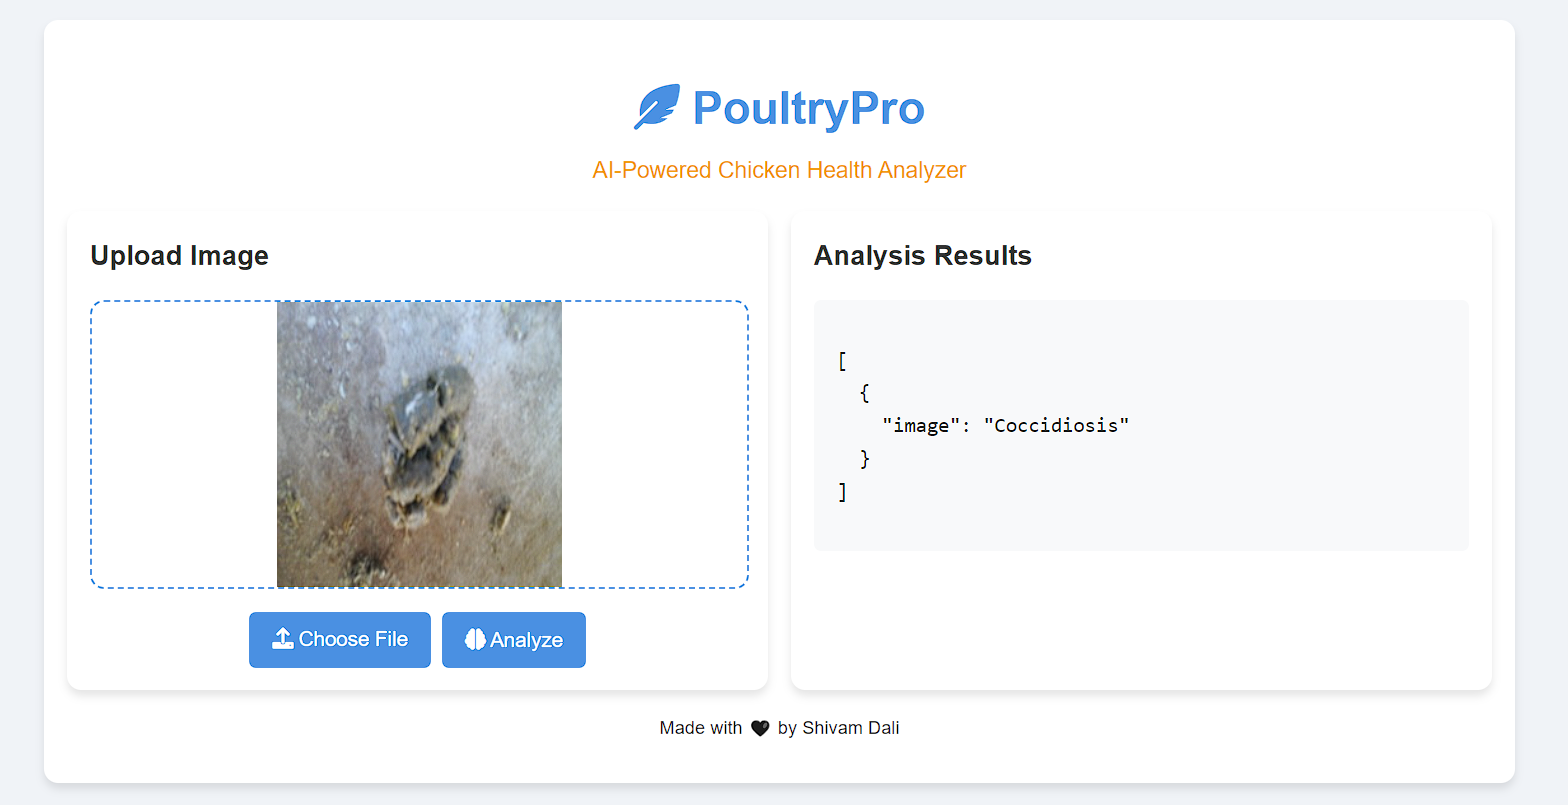 PoultryPro
AI-Powered Chicken Health Analyzer
Upload Image
Choose File
Analyze
Analysis Results
[
{
"image": "Coccidiosis"
}
]
Made with 🖤 by Shivam Dali